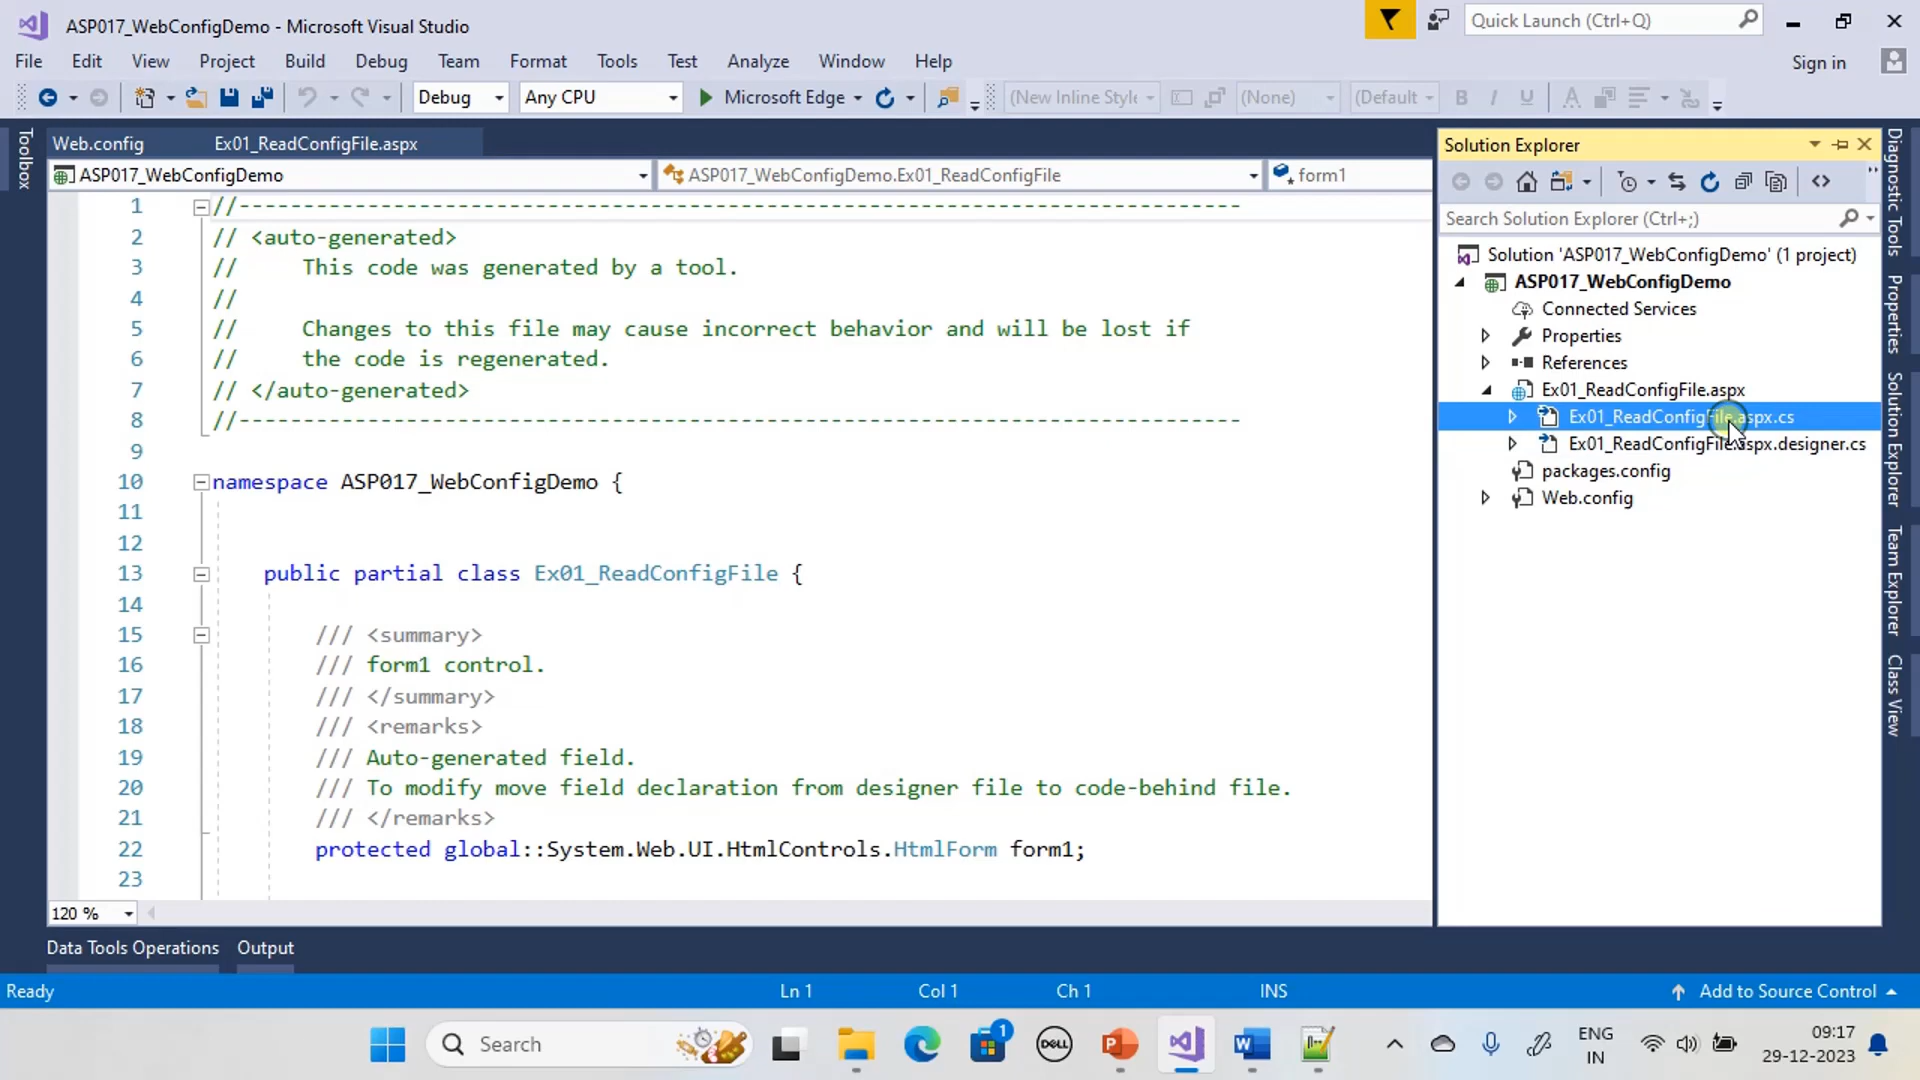 ASP017_WebConfigDemo - Microsoft Visual Studio
Quick Launch (Ctrl+Q)
File Edit View Project Build Debug Team Format Tools Test Analyze Window Help
Sign in
Debug Any CPU Microsoft Edge (New Inline Style (None) (Default B I U A
Toolbox
Web.config Ex01_ReadConfigFile.aspx
ASP017_WebConfigDemo ASP017_WebConfigDemo.Ex01_ReadConfigFile form1
1 //------------------------------------------------------------------------------
2 // <auto-generated>
3 //     This code was generated by a tool.
4 //
5 //     Changes to this file may cause incorrect behavior and will be lost if
6 //     the code is regenerated.
7 // </auto-generated>
8 //------------------------------------------------------------------------------
9
10 namespace ASP017_WebConfigDemo {
11
12
13 public partial class Ex01_ReadConfigFile {
14
15 /// <summary>
16 /// form1 control.
17 /// </summary>
18 /// <remarks>
19 /// Auto-generated field.
20 /// To modify move field declaration from designer file to code-behind file.
21 /// </remarks>
22 protected global::System.Web.UI.HtmlControls.HtmlForm form1;
23
120 %
Solution Explorer
Search Solution Explorer (Ctrl+;)
Solution 'ASP017_WebConfigDemo' (1 project)
ASP017_WebConfigDemo
Connected Services
Properties
References
Ex01_ReadConfigFile.aspx
Ex01_ReadConfigFile.aspx.cs
Ex01_ReadConfigFile.aspx.designer.cs
packages.config
Web.config
Diagnostic Tools
Properties
Solution Explorer
Team Explorer
Class View
Data Tools Operations Output
Ready Ln 1 Col 1 Ch 1 INS Add to Source Control
Search
1
DELL
ENG
IN
09:17
29-12-2023